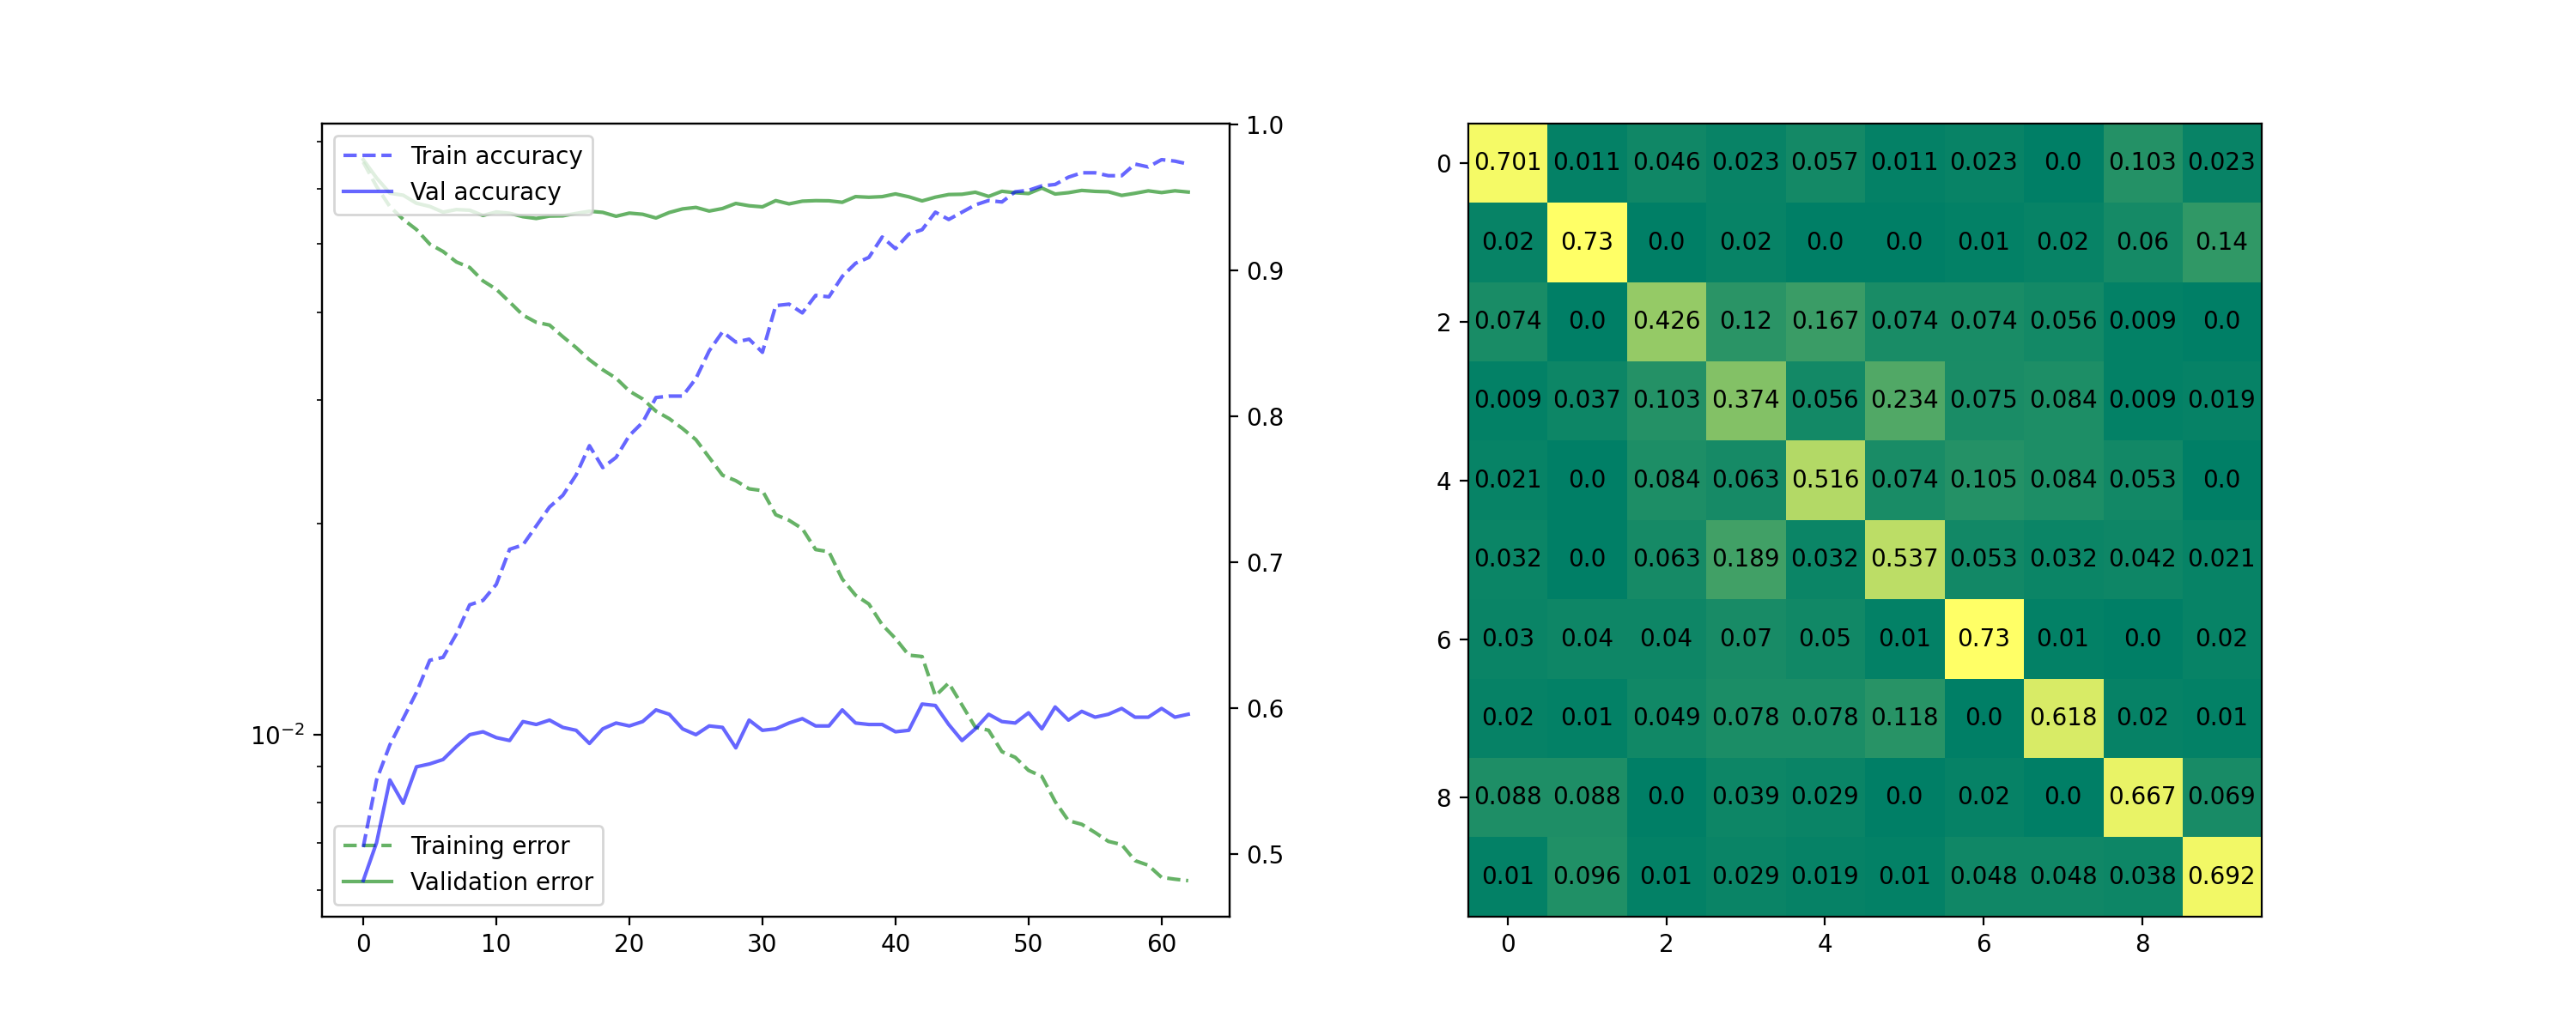 Train accuracy
Val accuracy
Training error
Validation error
10⁻²
1.0
0.9
0.8
0.7
0.6
0.5
0 10 20 30 40 50 60
0 0.701 0.011 0.046 0.023 0.057 0.011 0.023 0.0 0.103 0.023
0.02 0.73 0.0 0.02 0.0 0.0 0.01 0.02 0.06 0.14
2 0.074 0.0 0.426 0.12 0.167 0.074 0.074 0.056 0.009 0.0
0.009 0.037 0.103 0.374 0.056 0.234 0.075 0.084 0.009 0.019
4 0.021 0.0 0.084 0.063 0.516 0.074 0.105 0.084 0.053 0.0
0.032 0.0 0.063 0.189 0.032 0.537 0.053 0.032 0.042 0.021
6 0.03 0.04 0.04 0.07 0.05 0.01 0.73 0.01 0.0 0.02
0.02 0.01 0.049 0.078 0.078 0.118 0.0 0.618 0.02 0.01
8 0.088 0.088 0.0 0.039 0.029 0.0 0.02 0.0 0.667 0.069
0.01 0.096 0.01 0.029 0.019 0.01 0.048 0.048 0.038 0.692
0 2 4 6 8